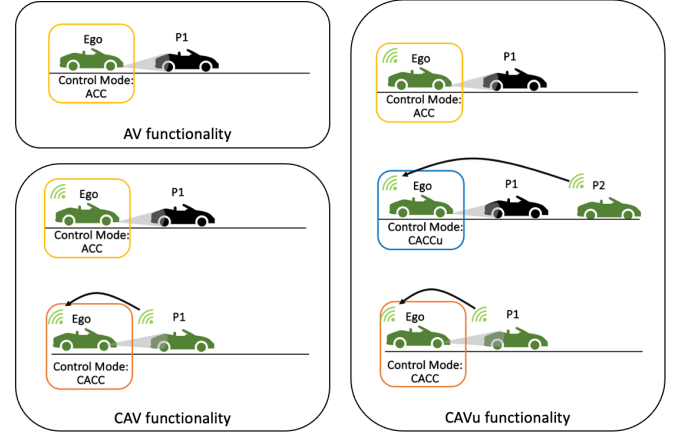 Ego
P1
Control Mode:
ACC
AV functionality
Ego
P1
Control Mode:
ACC
Ego
P1
Control Mode:
CACC
CAV functionality
Ego
P1
Control Mode:
ACC
Ego
P1
P2
Control Mode:
CACCu
Ego
P1
Control Mode:
CACC
CAVu functionality